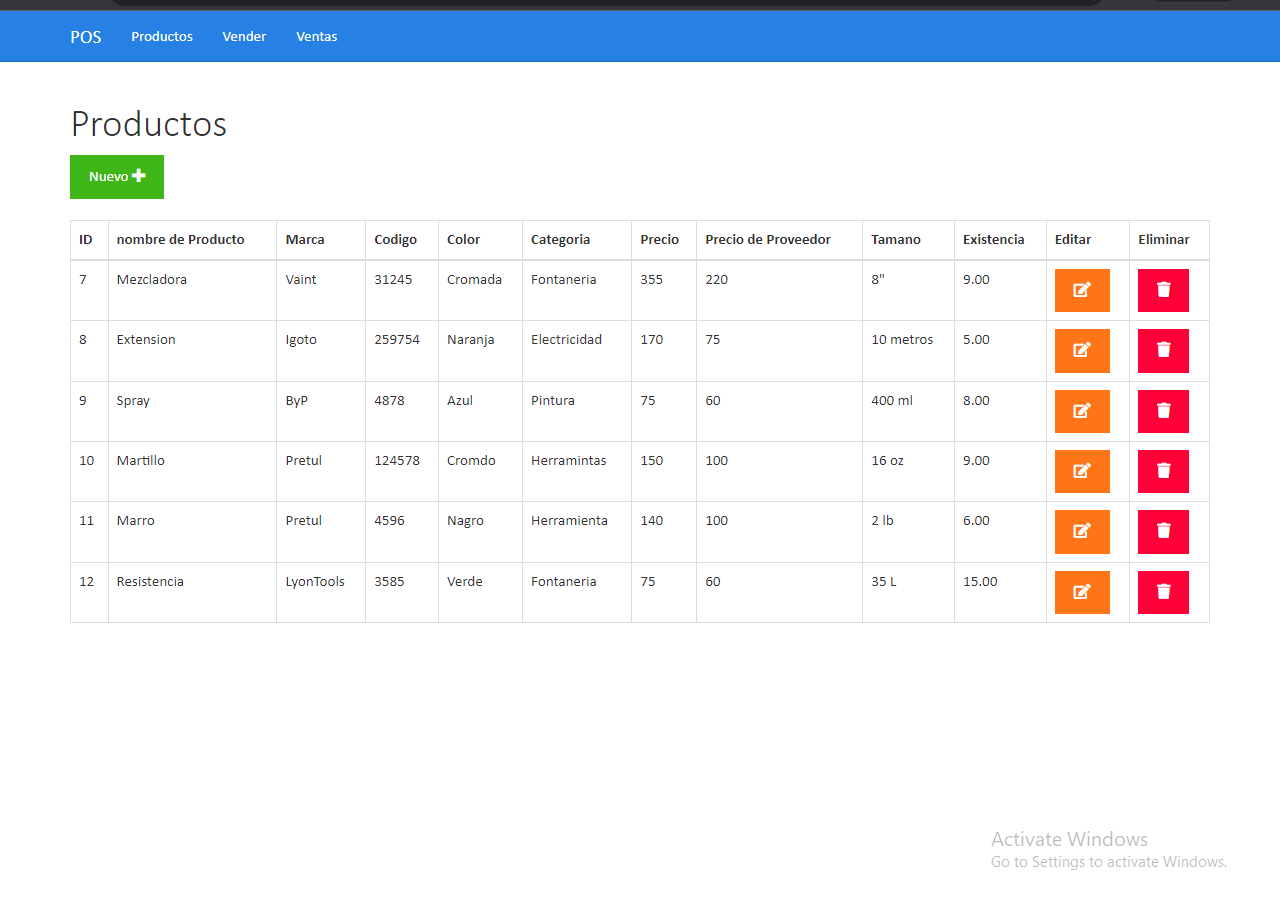 POS Productos Vender Ventas
Productos
Nuevo
ID nombre de Producto Marca Codigo Color Categoria Precio Precio de Proveedor Tamano Existencia Editar Eliminar
7 Mezcladora Vaint 31245 Cromada Fontaneria 355 220 8" 9.00
8 Extension Igoto 259754 Naranja Electricidad 170 75 10 metros 5.00
9 Spray ByP 4878 Azul Pintura 75 60 400 ml 8.00
10 Martillo Pretul 124578 Cromdo Herramintas 150 100 16 oz 9.00
11 Marro Pretul 4596 Nagro Herramienta 140 100 2 lb 6.00
12 Resistencia LyonTools 3585 Verde Fontaneria 75 60 35 L 15.00
Activate Windows
Go to Settings to activate Windows.